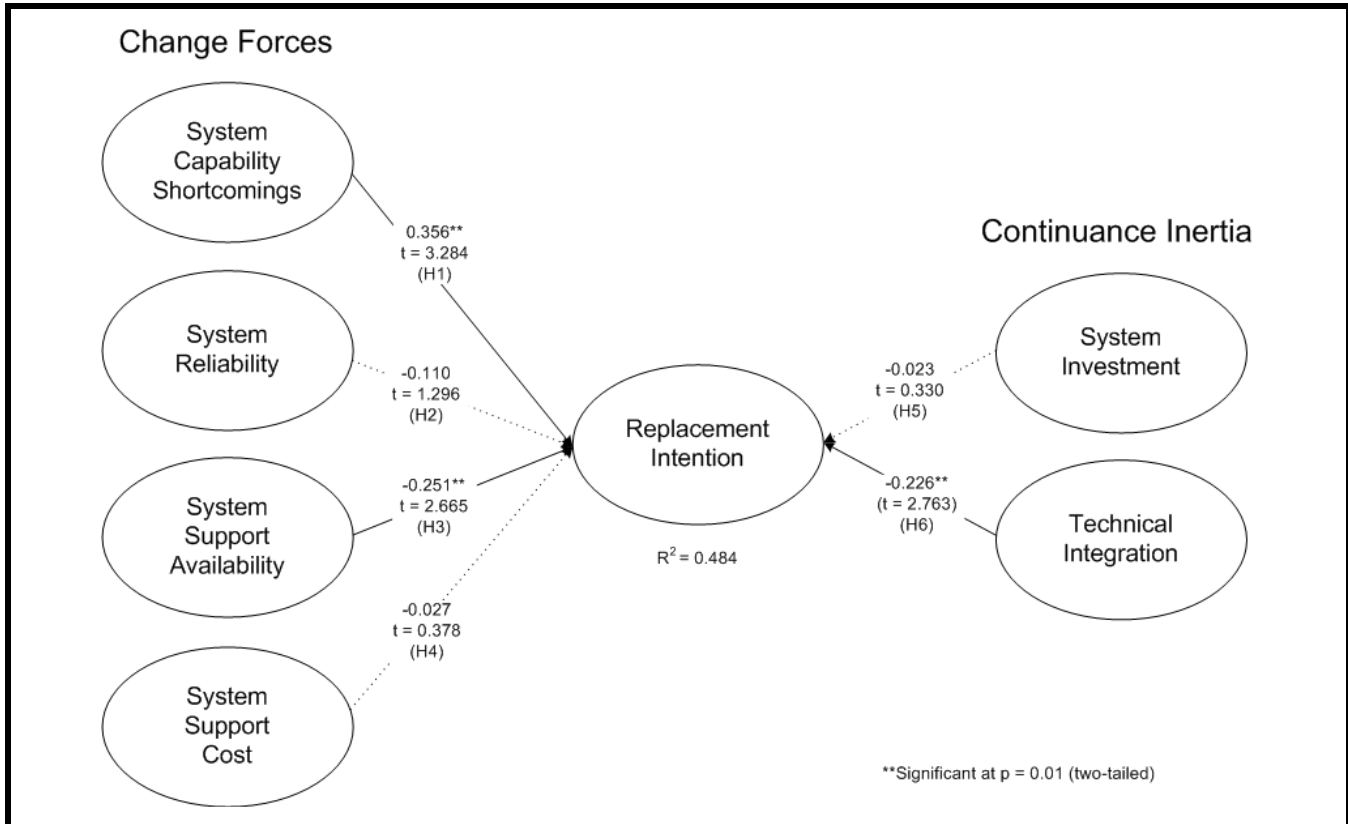 Change Forces
System
Capability
Shortcomings
0.356**
t = 3.284
(H1)
System
Reliability
-0.110
t = 1.296
(H2)
System
Support
Availability
-0.251**
t = 2.665
(H3)
System
Support
Cost
-0.027
t = 0.378
(H4)
Replacement
Intention
R² = 0.484
Continuance Inertia
System
Investment
-0.023
t = 0.330
(H5)
Technical
Integration
-0.226**
(t = 2.763)
(H6)
**Significant at p = 0.01 (two-tailed)